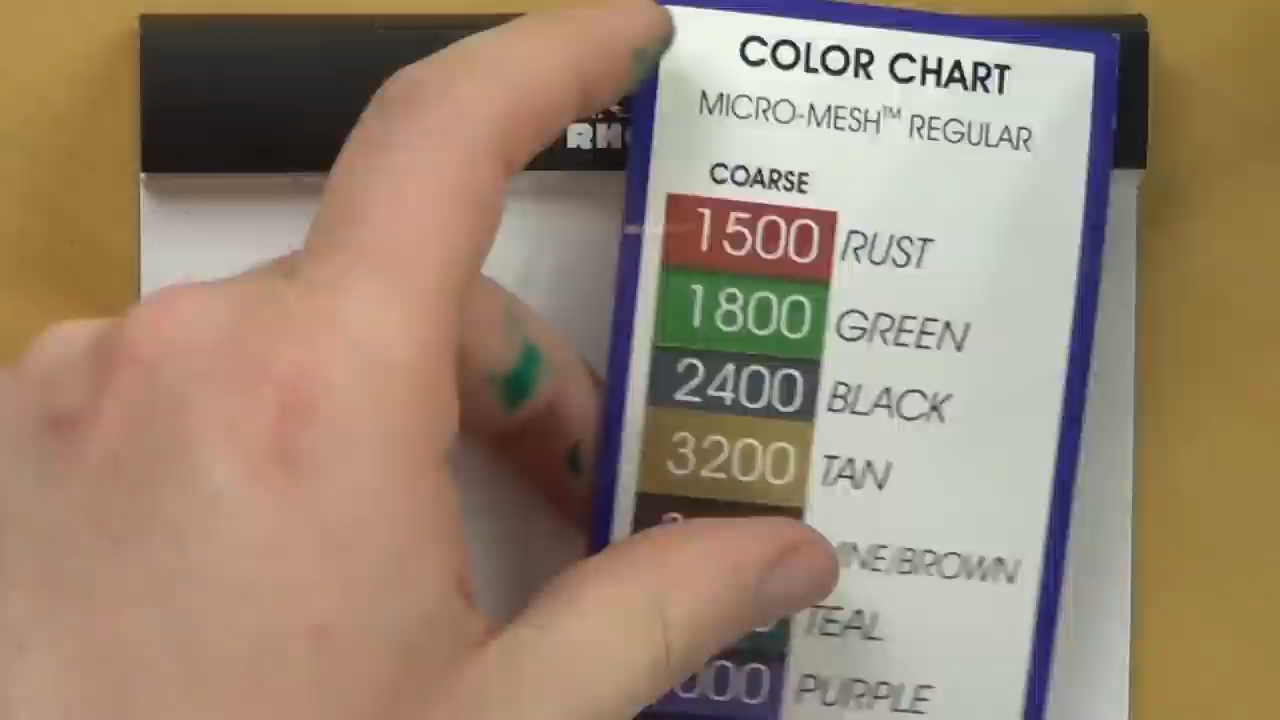 COLOR CHART
MICRO-MESH™ REGULAR
COARSE
1500 RUST
1800 GREEN
2400 BLACK
3200 TAN
TEAL
PURPLE